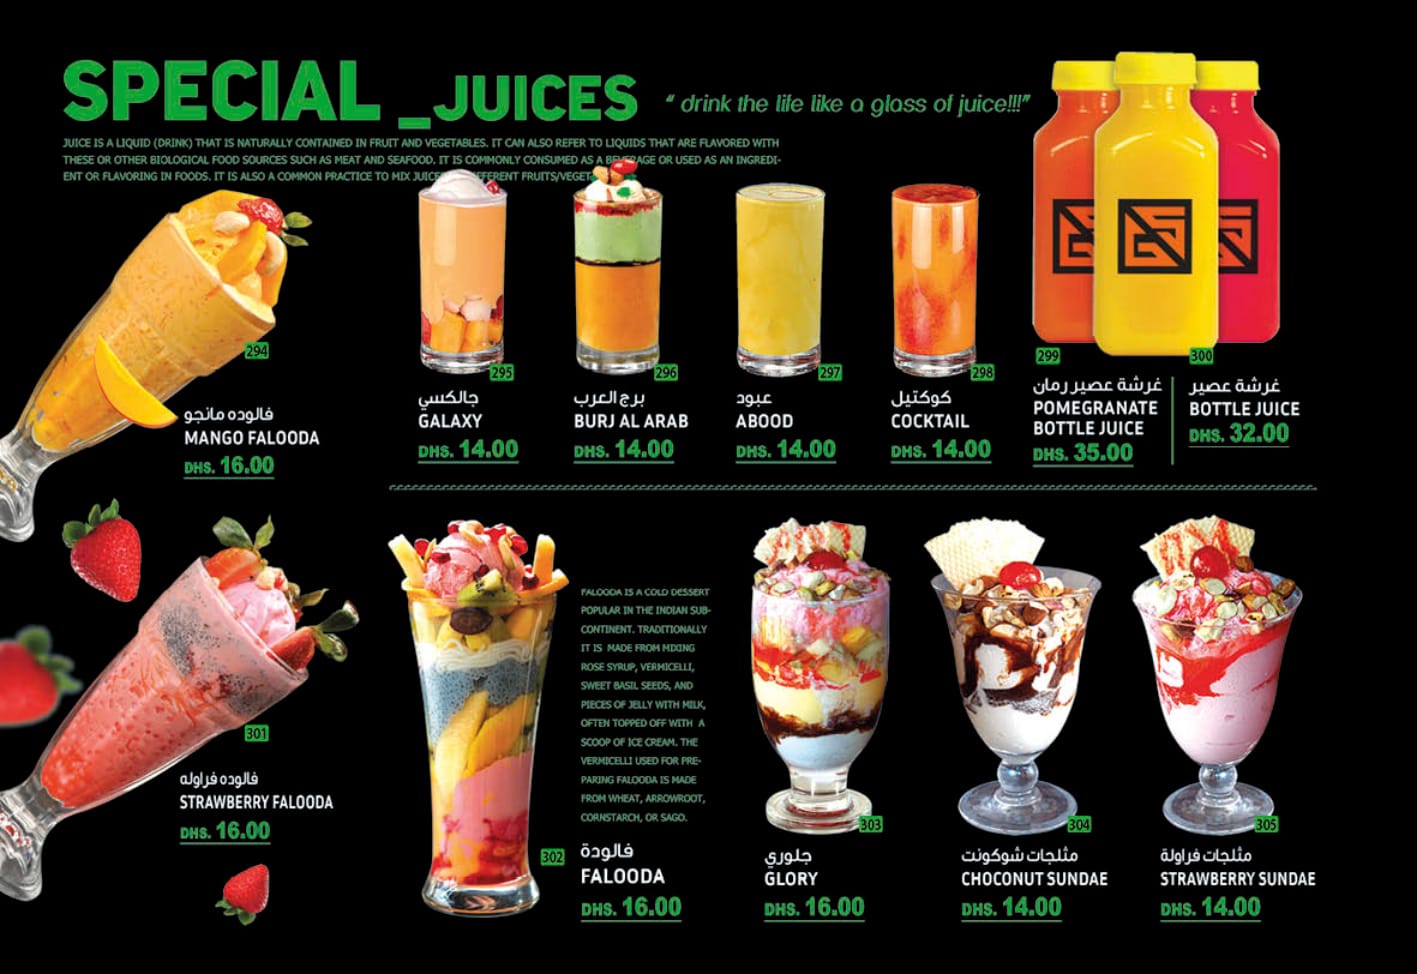 SPECIAL _JUICES
“ drink the life like a glass of juice!!!”
JUICE IS A LIQUID (DRINK) THAT IS NATURALLY CONTAINED IN FRUIT AND VEGETABLES. IT CAN ALSO REFER TO LIQUIDS THAT ARE FLAVORED WITH
THESE OR OTHER BIOLOGICAL FOOD SOURCES SUCH AS MEAT AND SEAFOOD. IT IS COMMONLY CONSUMED AS A BEVERAGE OR USED AS AN INGREDI-
ENT OR FLAVORING IN FOODS. IT IS ALSO A COMMON PRACTICE TO MIX JUICE
294
فالوده مانجو
MANGO FALOODA
DHS. 16.00
295
جالكسي
GALAXY
DHS. 14.00
296
برج العرب
BURJ AL ARAB
DHS. 14.00
297
عبود
ABOOD
DHS. 14.00
298
كوكتيل
COCKTAIL
DHS. 14.00
299
غرشة عصير رمان
POMEGRANATE
BOTTLE JUICE
DHS. 35.00
300
غرشة عصير
BOTTLE JUICE
DHS. 32.00
301
فالوده فراوله
STRAWBERRY FALOODA
DHS. 16.00
FALOODA IS A COLD DESSERT
POPULAR IN THE INDIAN SUB-
CONTINENT. TRADITIONALLY
IT IS MADE FROM MIXING
ROSE SYRUP, VERMICELLI,
SWEET BASIL SEEDS, AND
PIECES OF JELLY WITH MILK,
OFTEN TOPPED OFF WITH A
SCOOP OF ICE CREAM. THE
VERMICELLI USED FOR PRE-
PARING FALOODA IS MADE
FROM WHEAT, ARROWROOT,
CORNSTARCH, OR SAGO.
302
فالودة
FALOODA
DHS. 16.00
303
جلوري
GLORY
DHS. 16.00
304
مثلجات شوكونت
CHOCONUT SUNDAE
DHS. 14.00
305
مثلجات فراولة
STRAWBERRY SUNDAE
DHS. 14.00